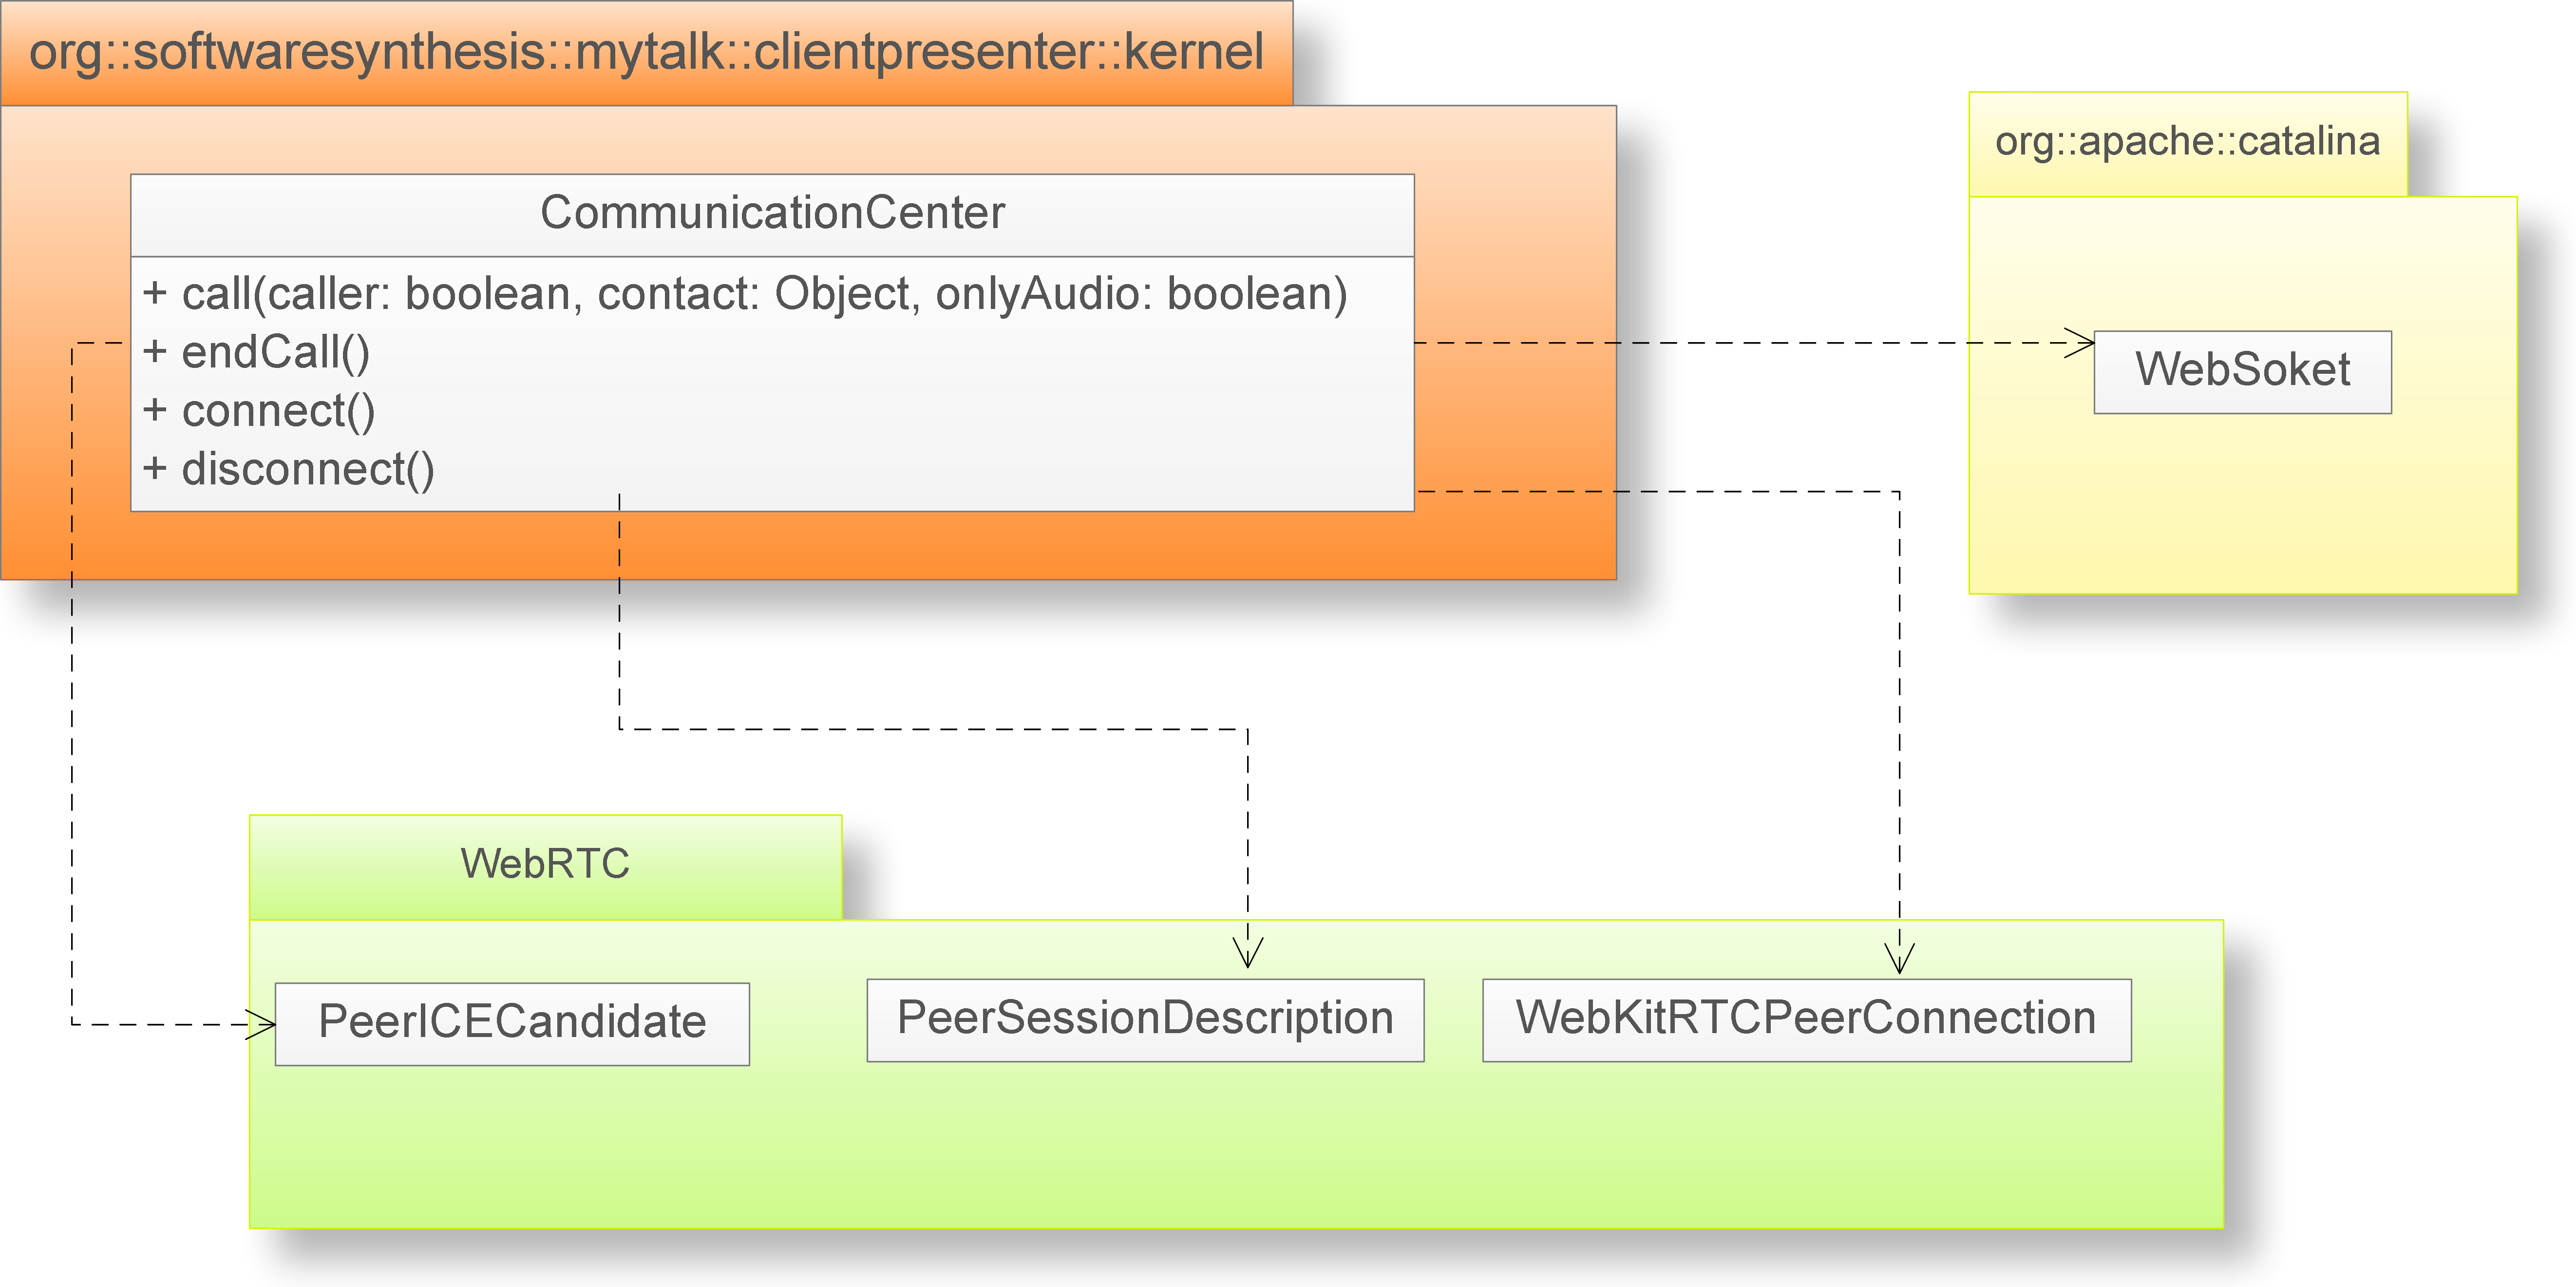 org::softwaresynthesis::mytalk::clientpresenter::kernel
org::apache::catalina
CommunicationCenter
+ call(caller: boolean, contact: Object, onlyAudio: boolean)
+ endCall()
+ connect()
+ disconnect()
WebSoket
WebRTC
PeerICECandidate
PeerSessionDescription
WebKitRTCPeerConnection